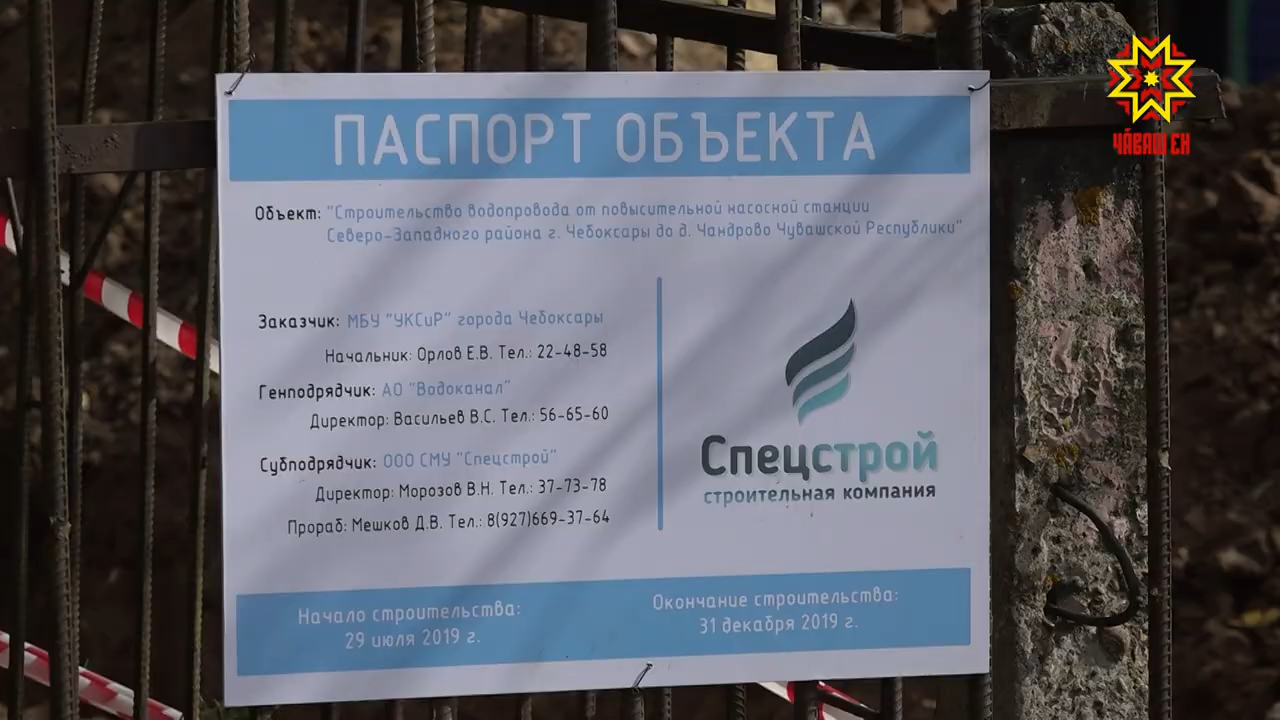 ПАСПОРТ ОБЪЕКТА
Объект: "Строительство водопровода от повысительной насосной станции
Северо-Западного района г. Чебоксары до д. Чандрово Чувашской Республики"
Заказчик: МБУ "УКСиР" города Чебоксары
Начальник: Орлов Е.В. Тел.: 22-48-58
Генподрядчик: АО "Водоканал"
Директор: Васильев В.С. Тел.: 56-65-60
Субподрядчик: ООО СМУ "Спецстрой"
Директор: Морозов В.Н. Тел.: 37-73-78
Прораб: Мешков Д.В. Тел.: 8(927)669-37-64
Спецстрой
строительная компания
Начало строительства:
29 июля 2019 г.
Окончание строительства:
31 декабря 2019 г.
ЧӐВАШ ЕН